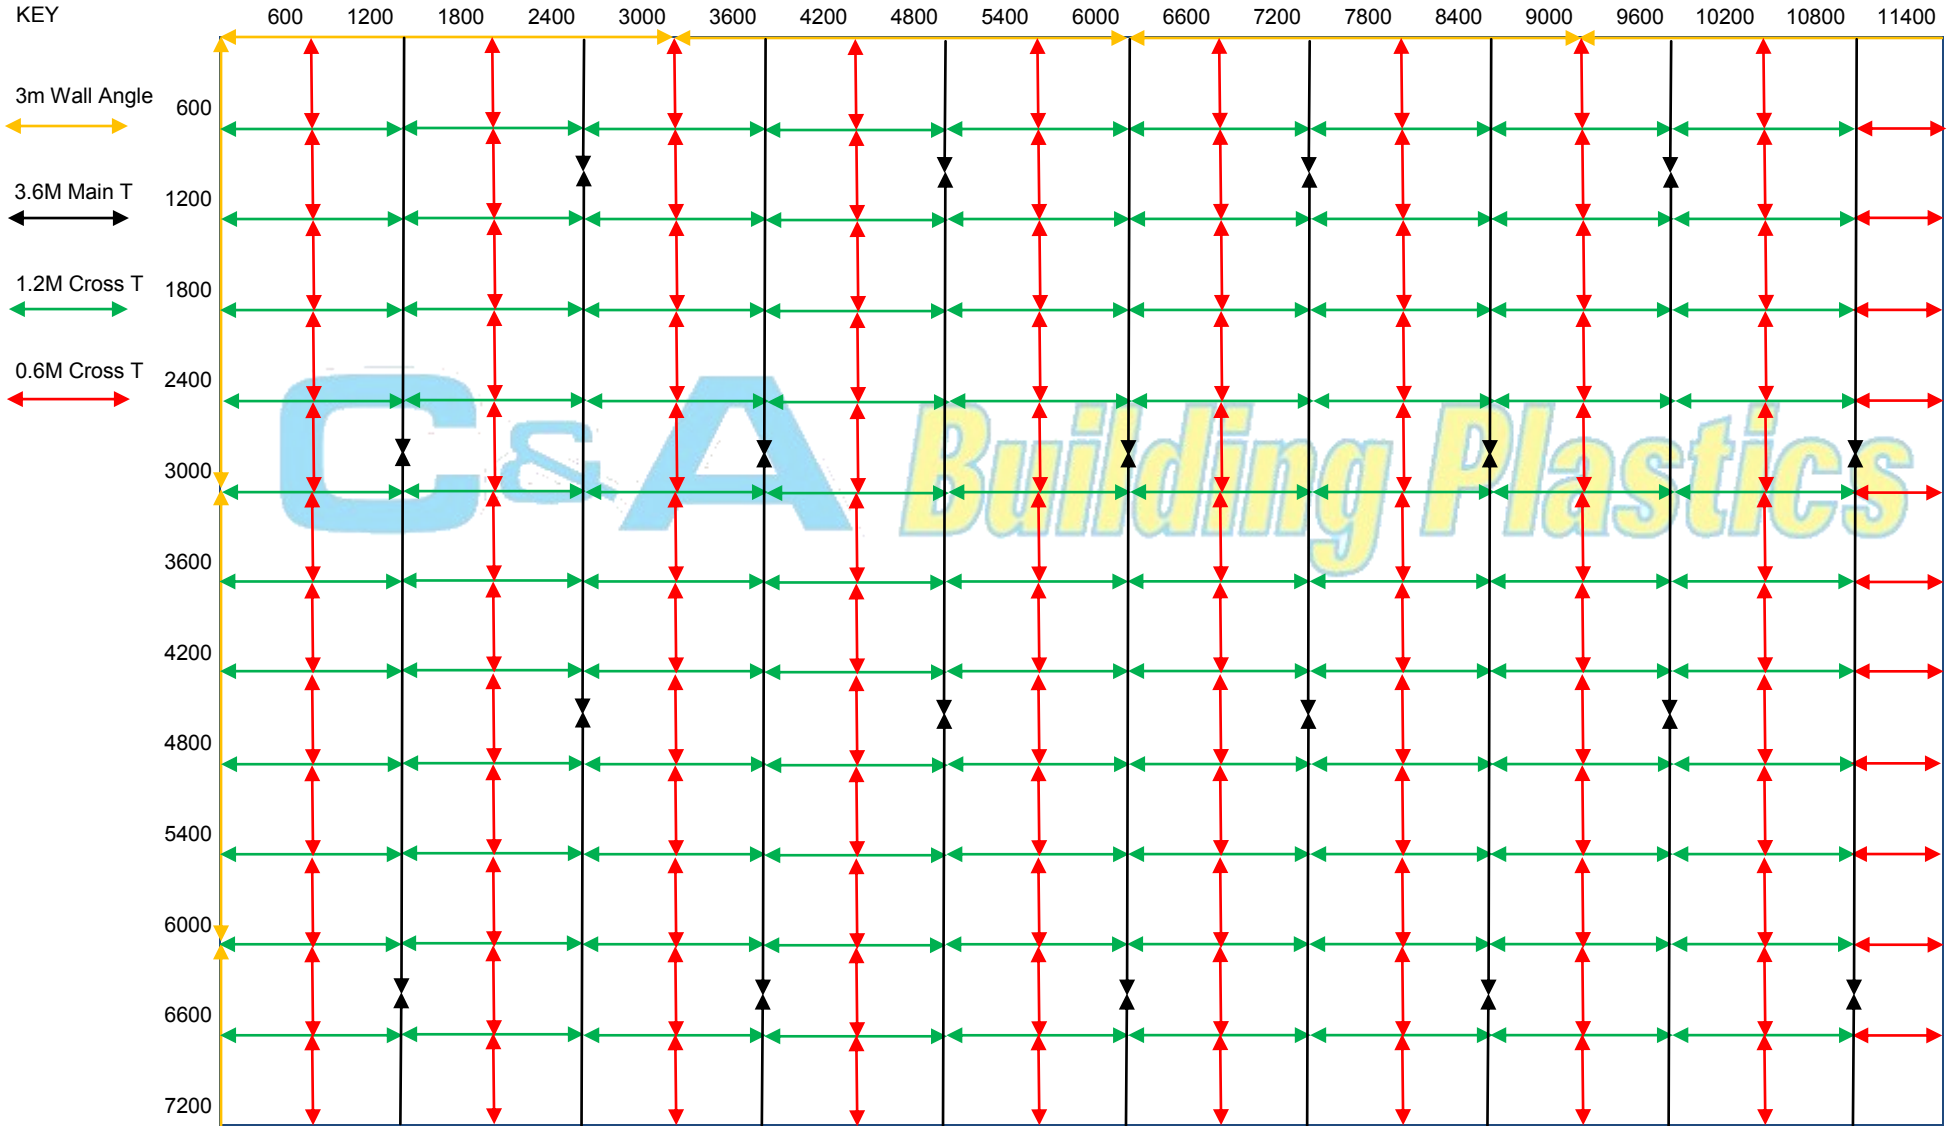 KEY 600 1200 1800 2400 3000 3600 4200 4800 5400 6000 6600 7200 7800 8400 9000 9600 10200 10800 11400
3m Wall Angle
600
3.6M Main T
1200
1.2M Cross T
1800
0.6M Cross T
2400
C&A Building Plastics
3000
3600
4200
4800
5400
6000
6600
7200